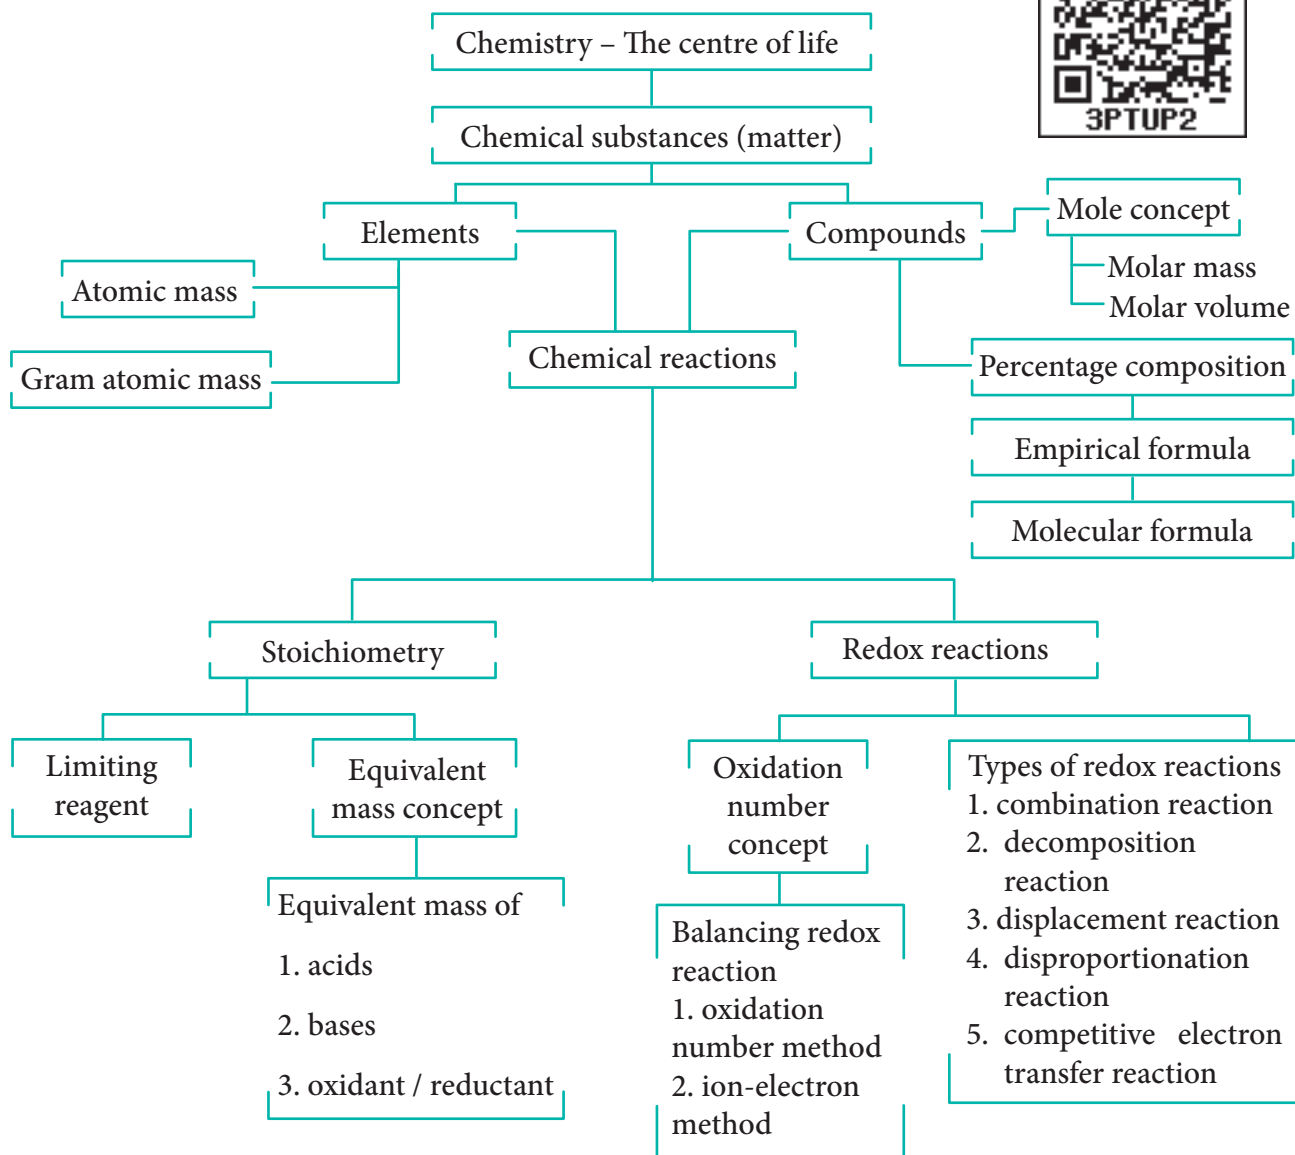 Chemistry – The centre of life
3PTUP2
Chemical substances (matter)
Elements
Compounds
Mole concept
Molar mass
Molar volume
Atomic mass
Gram atomic mass
Chemical reactions
Percentage composition
Empirical formula
Molecular formula
Stoichiometry
Redox reactions
Limiting
reagent
Equivalent
mass concept
Equivalent mass of
1. acids
2. bases
3. oxidant / reductant
Oxidation
number
concept
Balancing redox
reaction
1. oxidation
number method
2. ion-electron
method
Types of redox reactions
1. combination reaction
2. decomposition
reaction
3. displacement reaction
4. disproportionation
reaction
5. competitive electron
transfer reaction